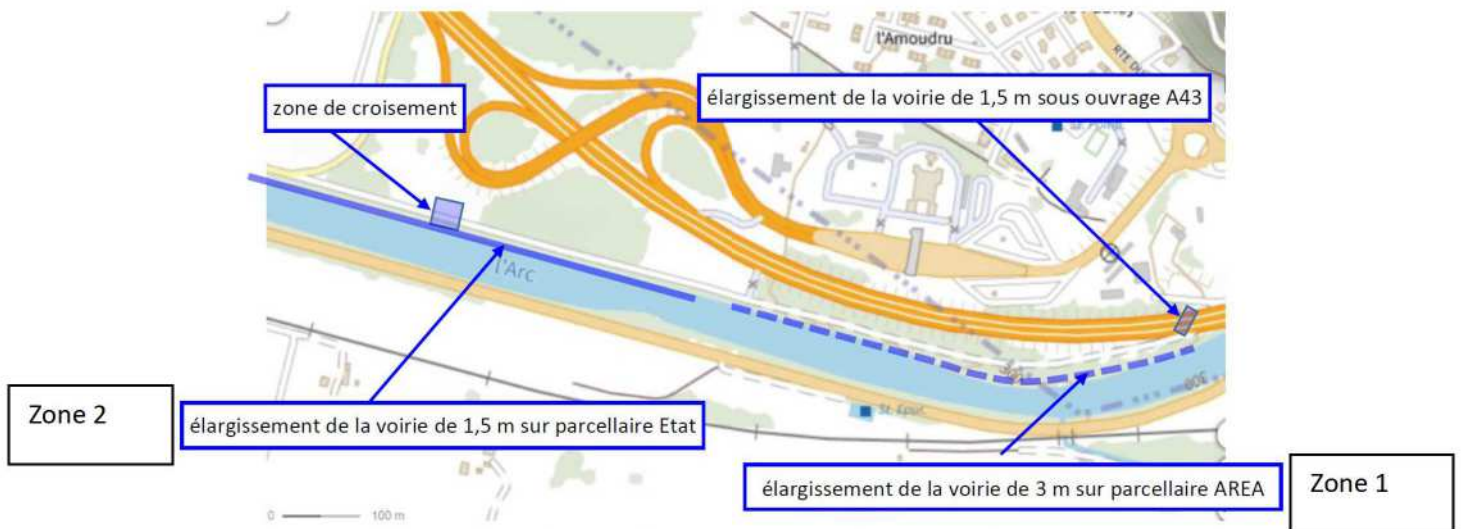 l'Amoudru
élargissement de la voirie de 1,5 m sous ouvrage A43
zone de croisement
l'Arc
300
Zone 2
élargissement de la voirie de 1,5 m sur parcellaire Etat
élargissement de la voirie de 3 m sur parcellaire AREA
Zone 1
0
100 m